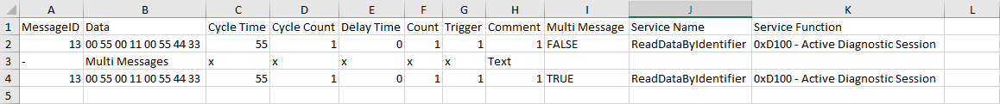 A B C D E F G H I J K L
1 MessageID Data Cycle Time Cycle Count Delay Time Count Trigger Comment Multi Message Service Name Service Function
2 13 00 55 00 11 00 55 44 33 55 1 0 1 1 1 FALSE ReadDataByIdentifier 0xD100 - Active Diagnostic Session
3 - Multi Messages x x x x x Text
4 13 00 55 00 11 00 55 44 33 55 1 0 1 1 1 TRUE ReadDataByIdentifier 0xD100 - Active Diagnostic Session
5